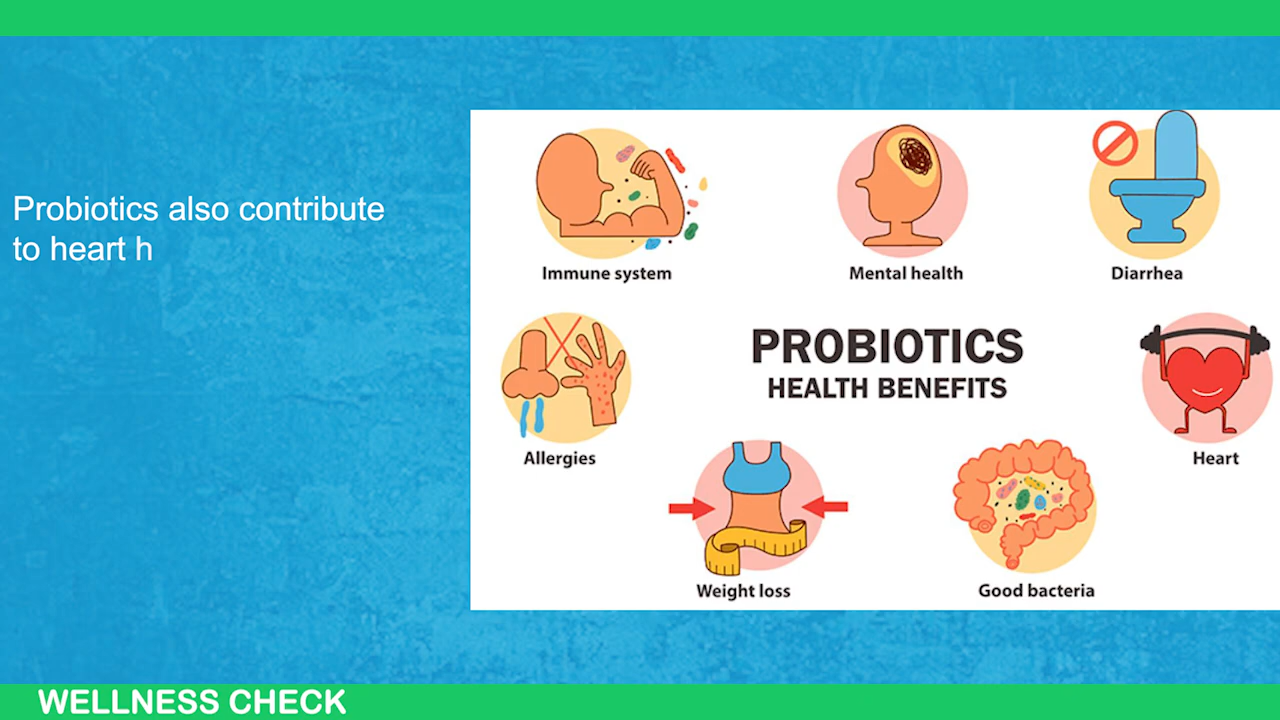 Probiotics also contribute
to heart h
Immune system
Mental health
Diarrhea
PROBIOTICS
HEALTH BENEFITS
Allergies
Heart
Weight loss
Good bacteria
WELLNESS CHECK